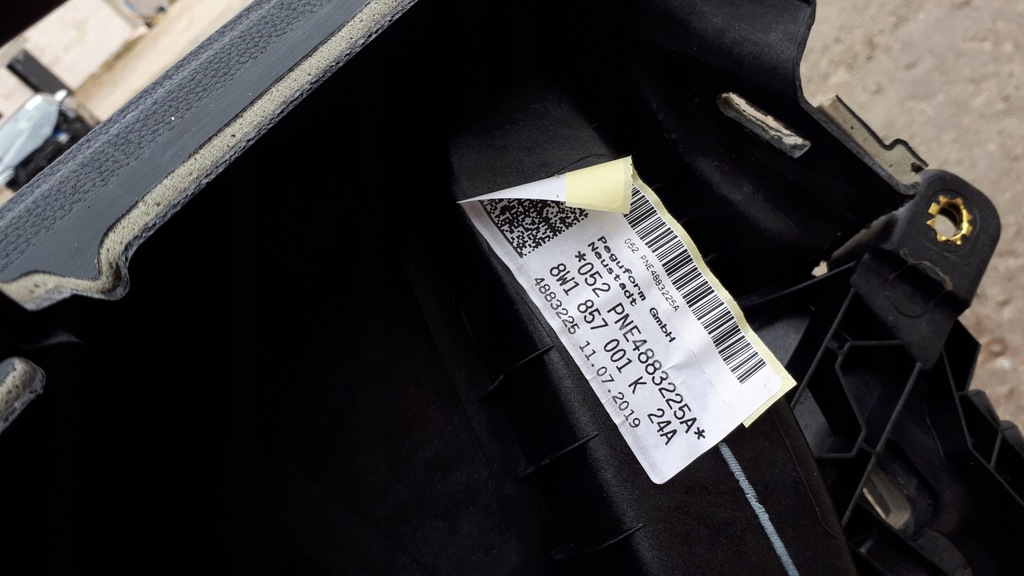 052 PNE4883225A
Peguform GmbH
Neustadt
*052 PNE4883225A*
8W1 857 001 K 24A
4883225 11.07.2019